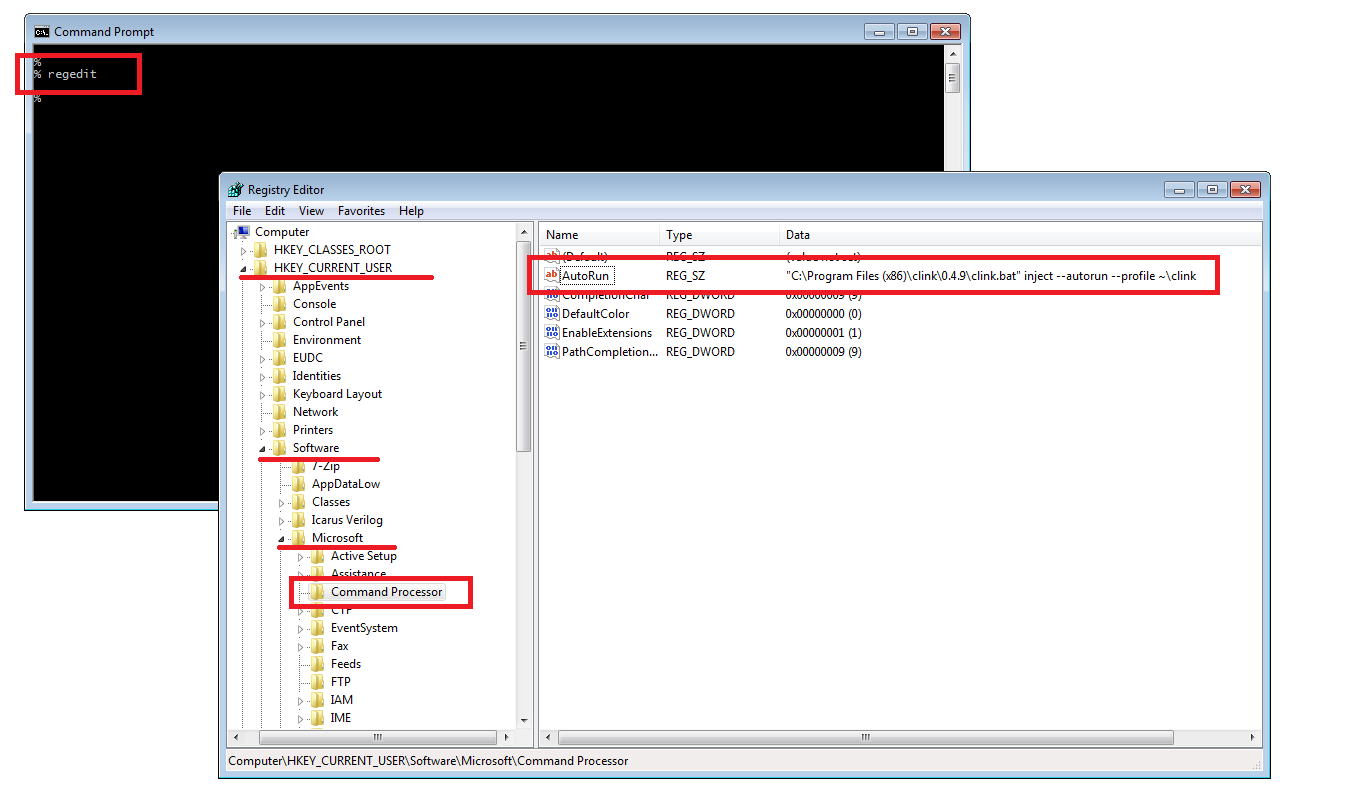 Command Prompt
%
% regedit
%
Registry Editor
File Edit View Favorites Help
Computer
HKEY_CLASSES_ROOT
HKEY_CURRENT_USER
AppEvents
Console
Control Panel
Environment
EUDC
Identities
Keyboard Layout
Network
Printers
Software
7-Zip
AppDataLow
Classes
Icarus Verilog
Microsoft
Active Setup
Assistance
Command Processor
CTF
EventSystem
Fax
Feeds
FTP
IAM
IME
Name Type Data
(Default) REG_SZ (value not set)
AutoRun REG_SZ "C:\Program Files (x86)\clink\0.4.9\clink.bat" inject --autorun --profile ~\clink
CompletionChar REG_DWORD 0x00000009 (9)
DefaultColor REG_DWORD 0x00000000 (0)
EnableExtensions REG_DWORD 0x00000001 (1)
PathCompletion... REG_DWORD 0x00000009 (9)
Computer\HKEY_CURRENT_USER\Software\Microsoft\Command Processor